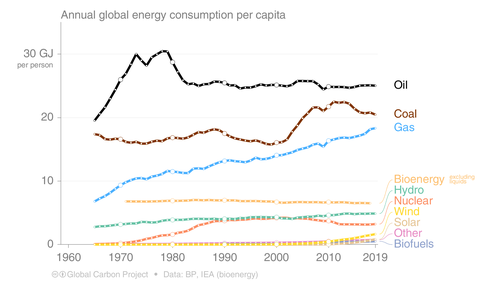 Annual global energy consumption per capita
30 GJ
per person
20
10
0
Oil
Coal
Gas
Bioenergy excluding liquids
Hydro
Nuclear
Wind
Solar
Other
Biofuels
1960 1970 1980 1990 2000 2010 2019
Global Carbon Project • Data: BP, IEA (bioenergy)